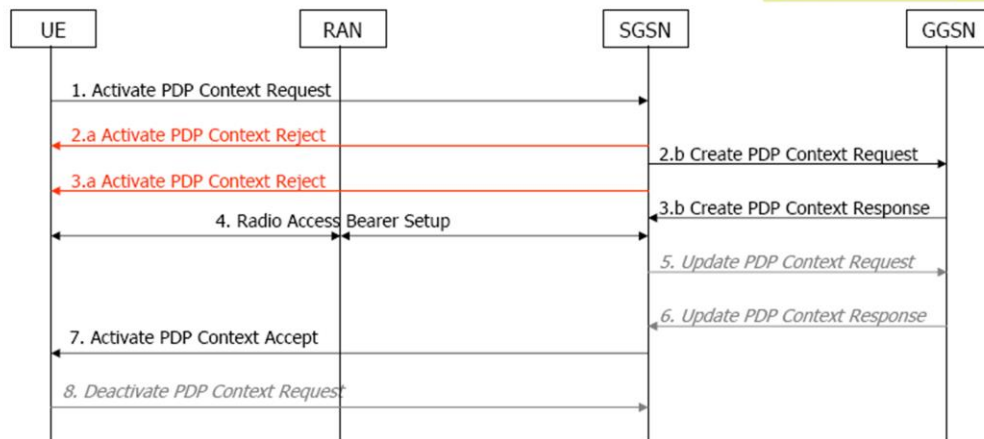 UE
RAN
SGSN
GGSN
1. Activate PDP Context Request
2.a Activate PDP Context Reject
2.b Create PDP Context Request
3.a Activate PDP Context Reject
3.b Create PDP Context Response
4. Radio Access Bearer Setup
5. Update PDP Context Request
6. Update PDP Context Response
7. Activate PDP Context Accept
8. Deactivate PDP Context Request